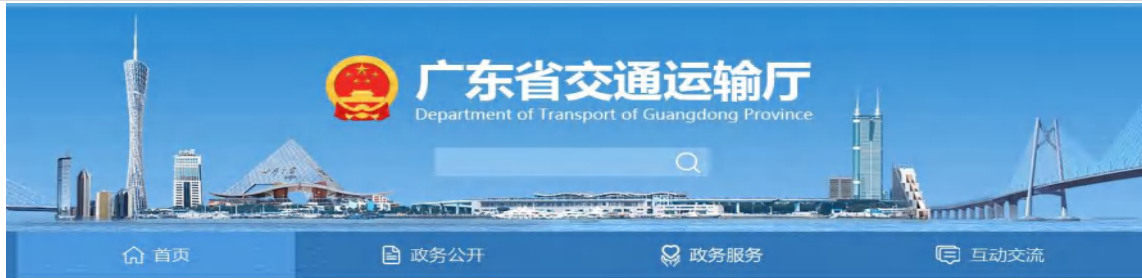 广东省交通运输厅
Department of Transport of Guangdong Province
首页 政务公开 政务服务 互动交流